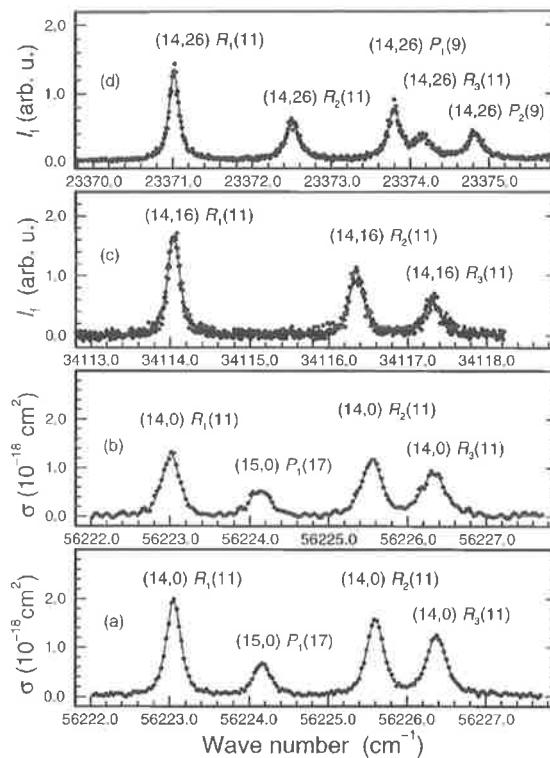 (14,26) R₁(11)
(14,26) P₁(9)
(14,26) R₃(11)
(14,26) R₂(11)
(14,26) P₂(9)
(d)
I_f (arb. u.)
2.0
1.0
0.0
23370.0 23371.0 23372.0 23373.0 23374.0 23375.0
(14,16) R₁(11)
(14,16) R₂(11)
(14,16) R₃(11)
(c)
I_f (arb. u.)
2.0
1.0
0.0
34113.0 34114.0 34115.0 34116.0 34117.0 34118.0
(14,0) R₁(11)
(14,0) R₂(11)
(14,0) R₃(11)
(15,0) P₁(17)
(b)
σ (10⁻¹⁸ cm²)
2.0
1.0
0.0
56222.0 56223.0 56224.0 56225.0 56226.0 56227.0
(14,0) R₁(11)
(14,0) R₂(11)
(14,0) R₃(11)
(15,0) P₁(17)
(a)
σ (10⁻¹⁸ cm²)
2.0
1.0
0.0
56222.0 56223.0 56224.0 56225.0 56226.0 56227.0
Wave number (cm⁻¹)